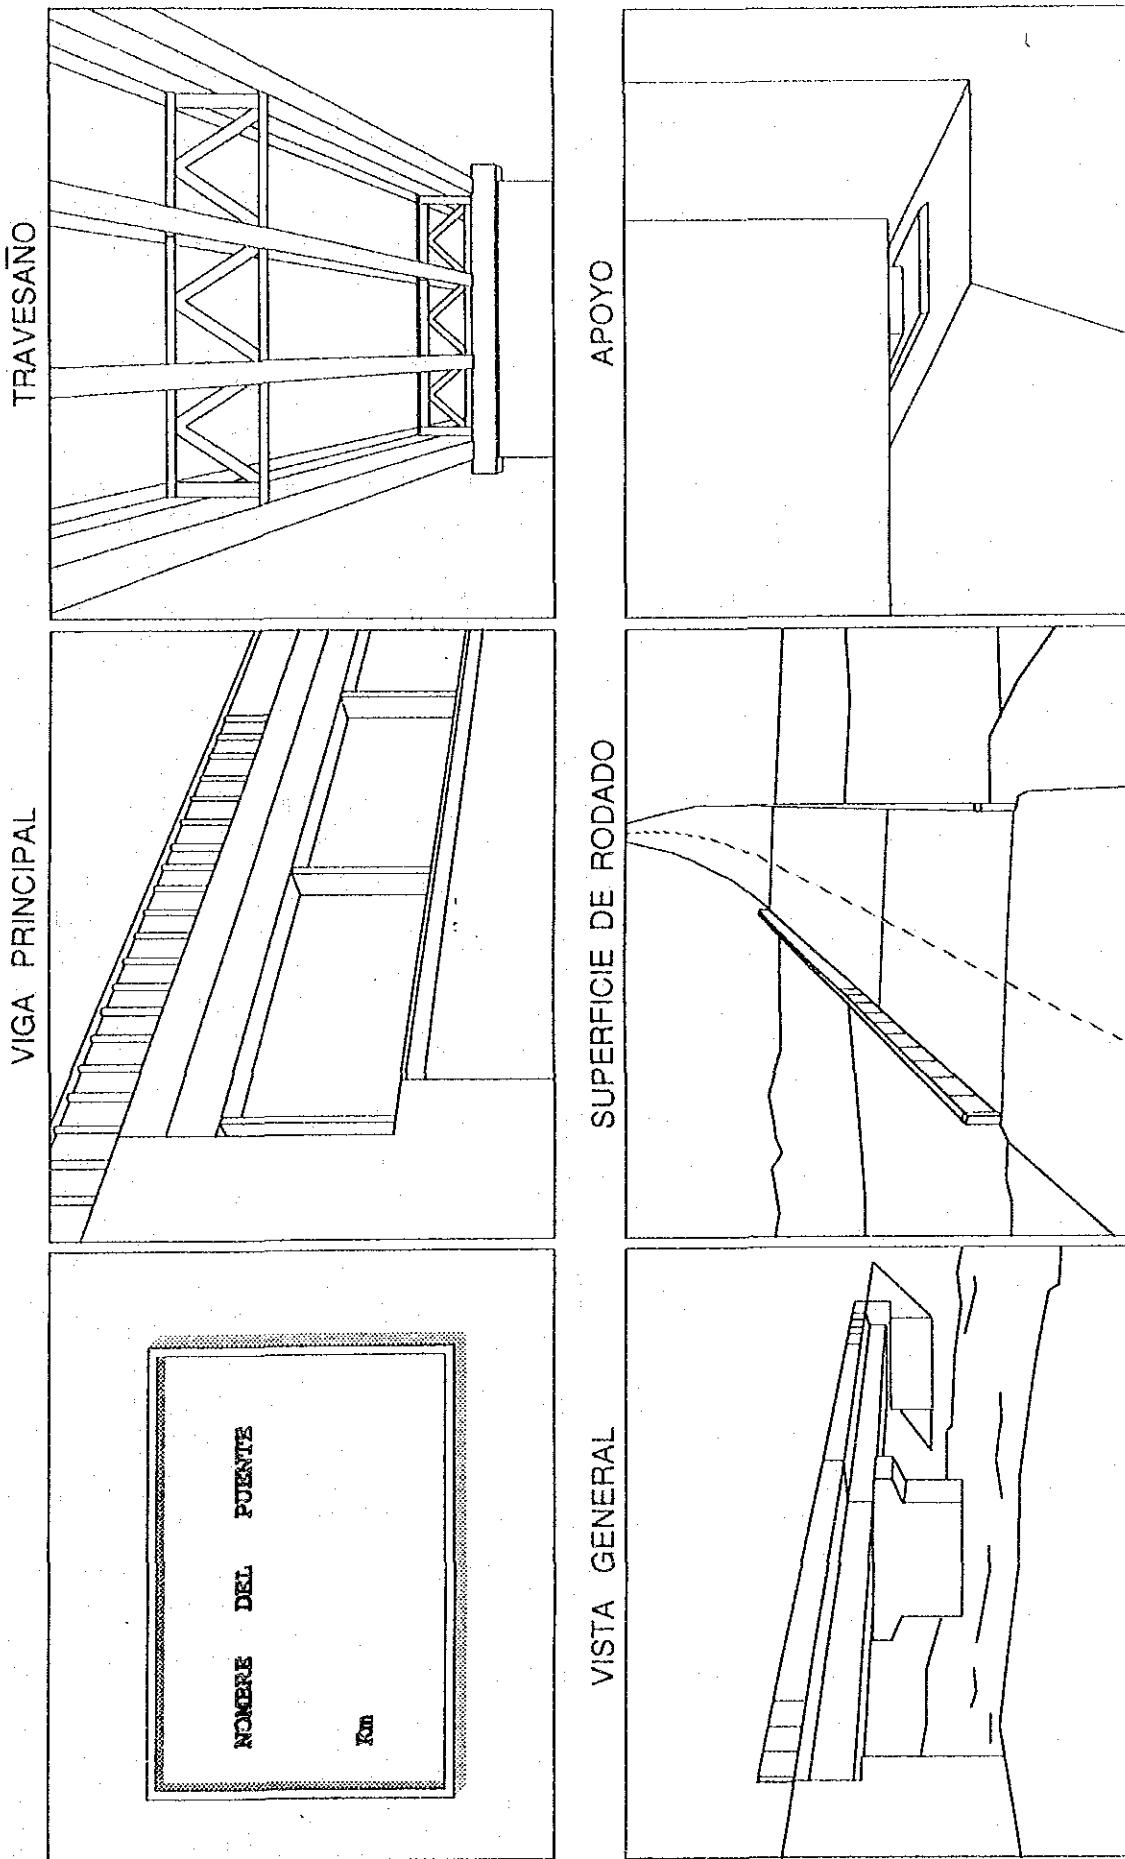 VIGA PRINCIPAL
TRAVESAÑO
NOMBRE DEL PUENTE
Km
VISTA GENERAL
SUPERFICIE DE RODADO
APOYO